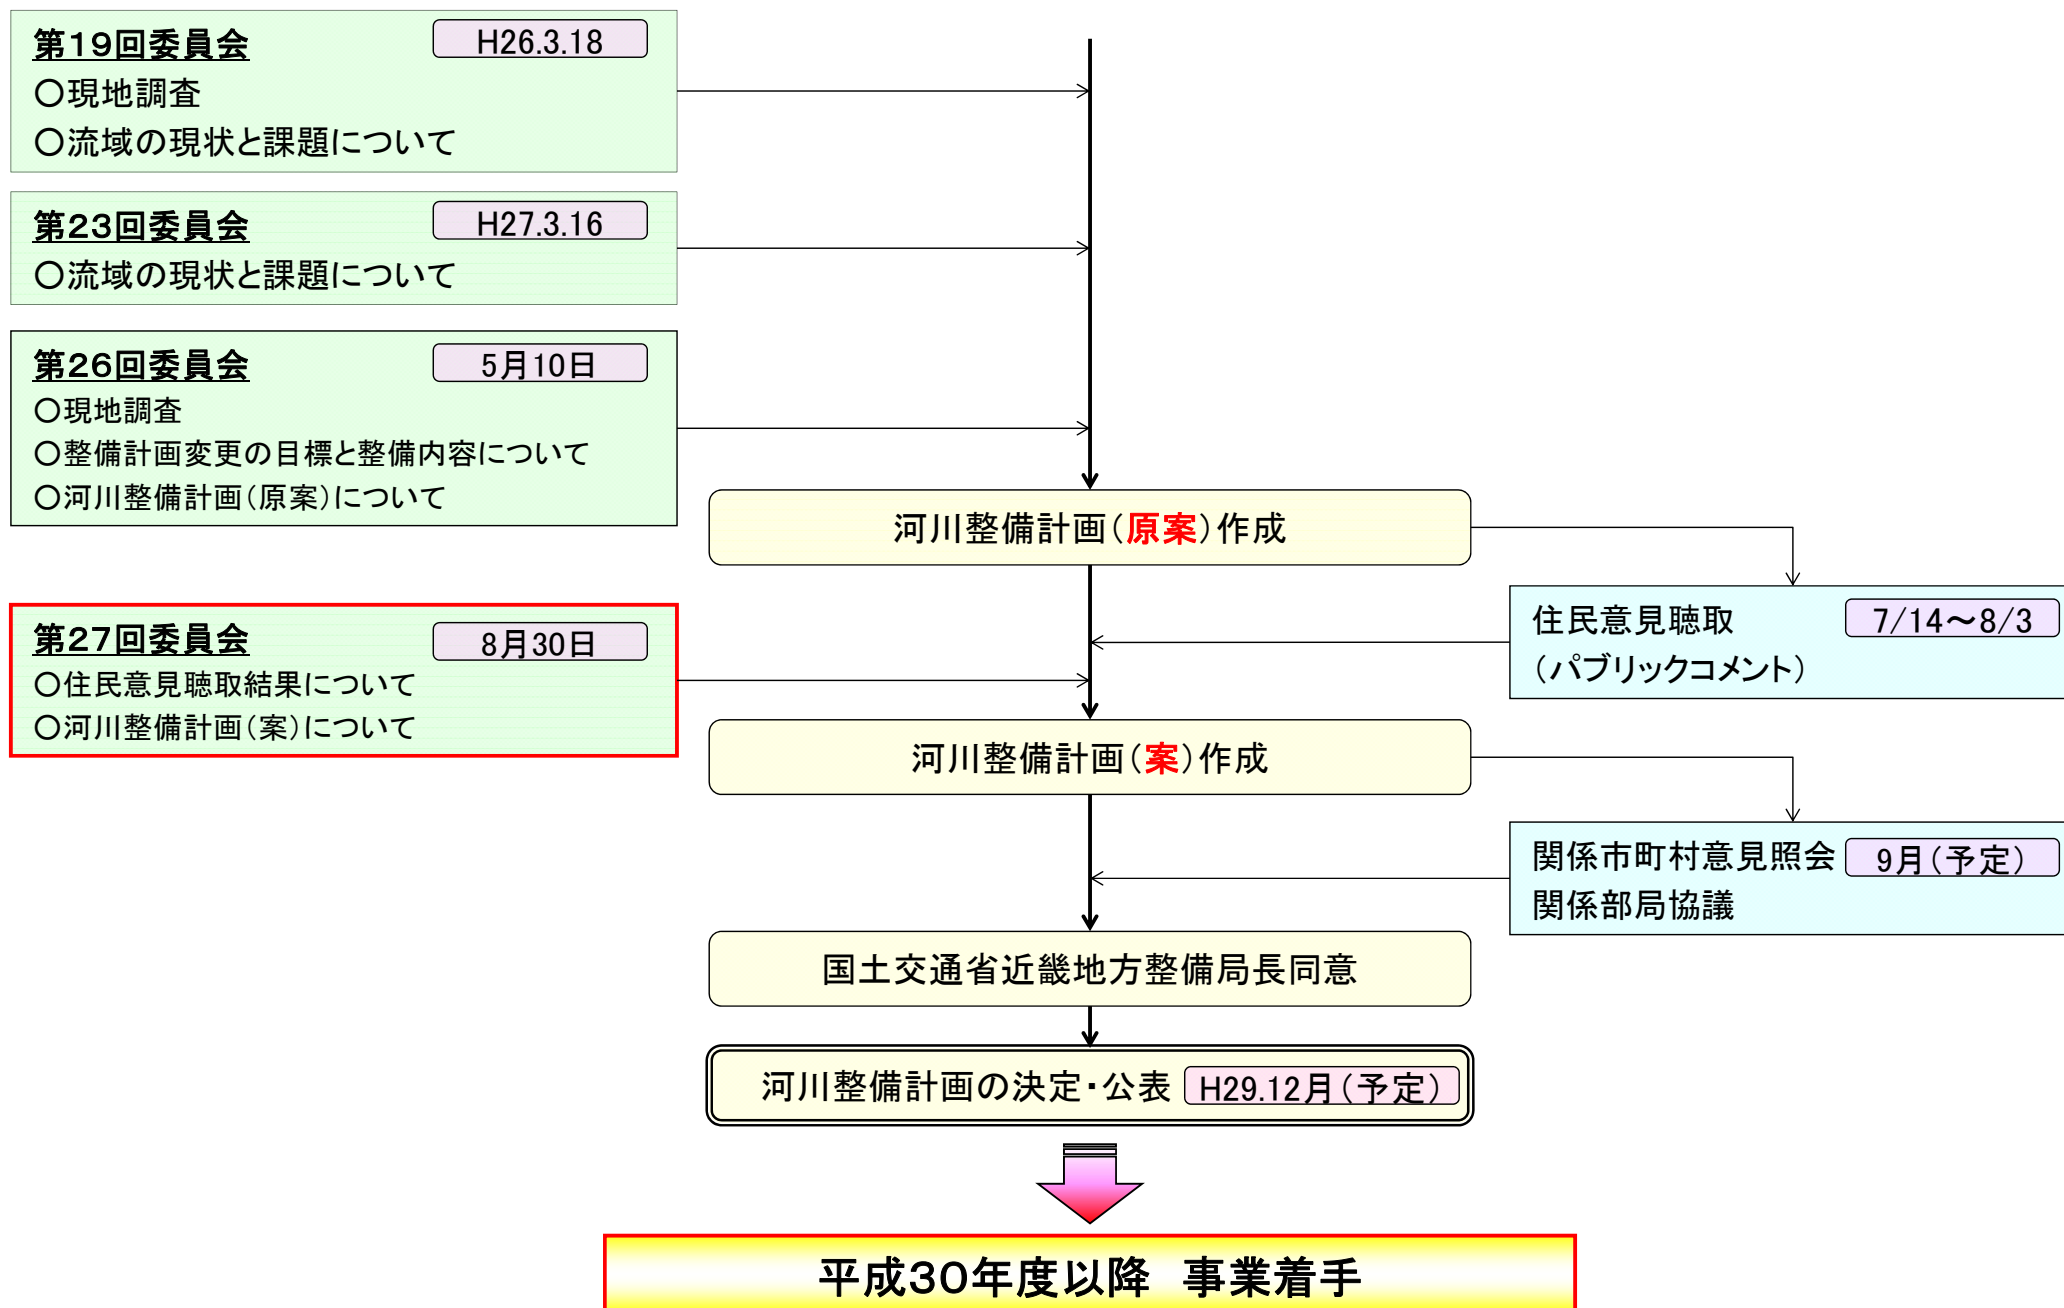 第19回委員会 H26.3.18
○現地調査
○流域の現状と課題について
第23回委員会 H27.3.16
○流域の現状と課題について
第26回委員会 5月10日
○現地調査
○整備計画変更の目標と整備内容について
○河川整備計画(原案)について
河川整備計画(原案)作成
住民意見聴取 7/14~8/3
(パブリックコメント)
第27回委員会 8月30日
○住民意見聴取結果について
○河川整備計画(案)について
河川整備計画(案)作成
関係市町村意見照会 9月(予定)
関係部局協議
国土交通省近畿地方整備局長同意
河川整備計画の決定・公表 H29.12月(予定)
平成30年度以降 事業着手